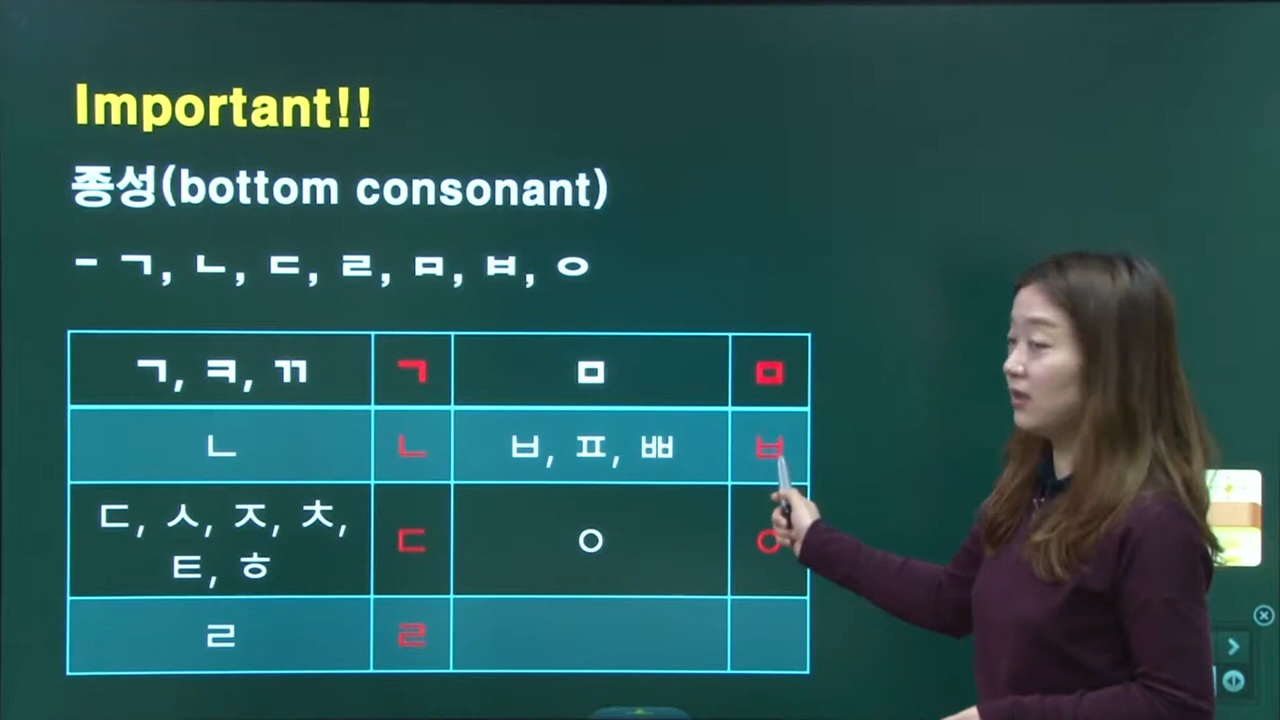 Important!!
종성(bottom consonant)
- ㄱ, ㄴ, ㄷ, ㄹ, ㅁ, ㅂ, ㅇ
ㄱ, ㅋ, ㄲ ㄱ ㅁ ㅁ
ㄴ ㄴ ㅂ, ㅍ, ㅃ ㅂ
ㄷ, ㅅ, ㅈ, ㅊ,
ㅌ, ㅎ ㄷ ㅇ ㅇ
ㄹ ㄹ